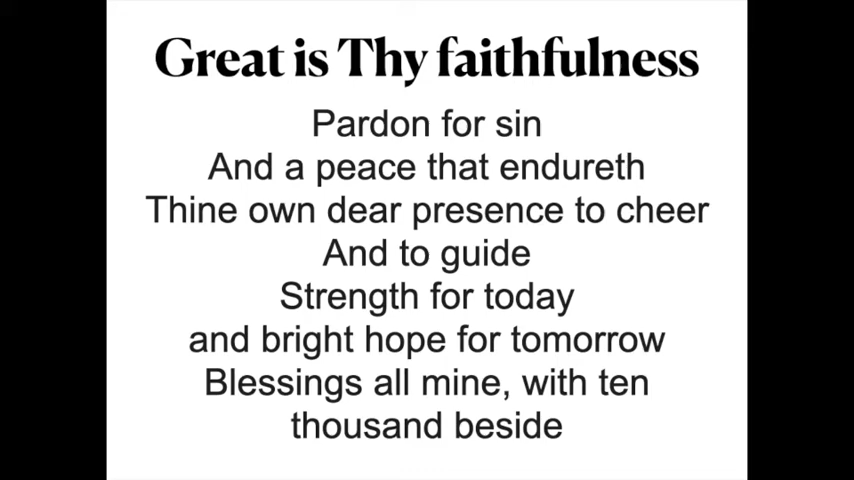 Great is Thy faithfulness
Pardon for sin
And a peace that endureth
Thine own dear presence to cheer
And to guide
Strength for today
and bright hope for tomorrow
Blessings all mine, with ten
thousand beside